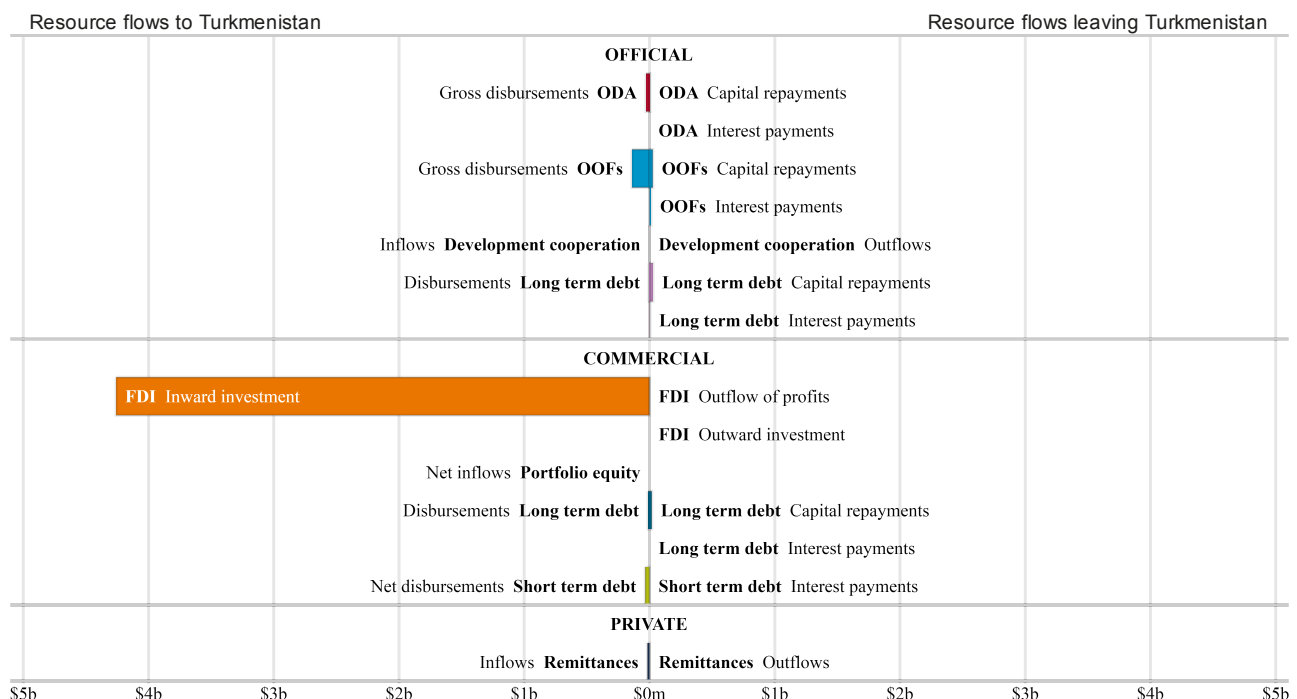 Resource flows to Turkmenistan Resource flows leaving Turkmenistan
OFFICIAL
Gross disbursements ODA ODA Capital repayments
ODA Interest payments
Gross disbursements OOFs OOFs Capital repayments
OOFs Interest payments
Inflows Development cooperation Development cooperation Outflows
Disbursements Long term debt Long term debt Capital repayments
Long term debt Interest payments
COMMERCIAL
FDI Inward investment FDI Outflow of profits
FDI Outward investment
Net inflows Portfolio equity
Disbursements Long term debt Long term debt Capital repayments
Long term debt Interest payments
Net disbursements Short term debt Short term debt Interest payments
PRIVATE
Inflows Remittances Remittances Outflows
$5b $4b $3b $2b $1b $0m $1b $2b $3b $4b $5b